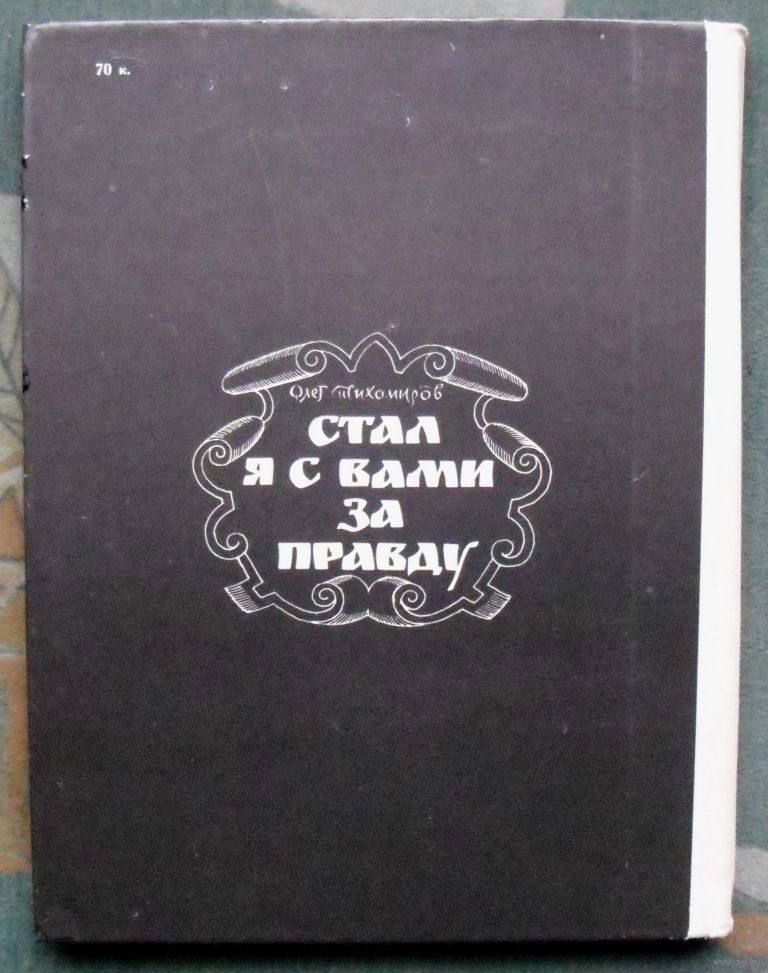 70 к.
Олег Тихомиров
СТАЛ
Я С ВАМИ
ЗА
ПРАВДУ